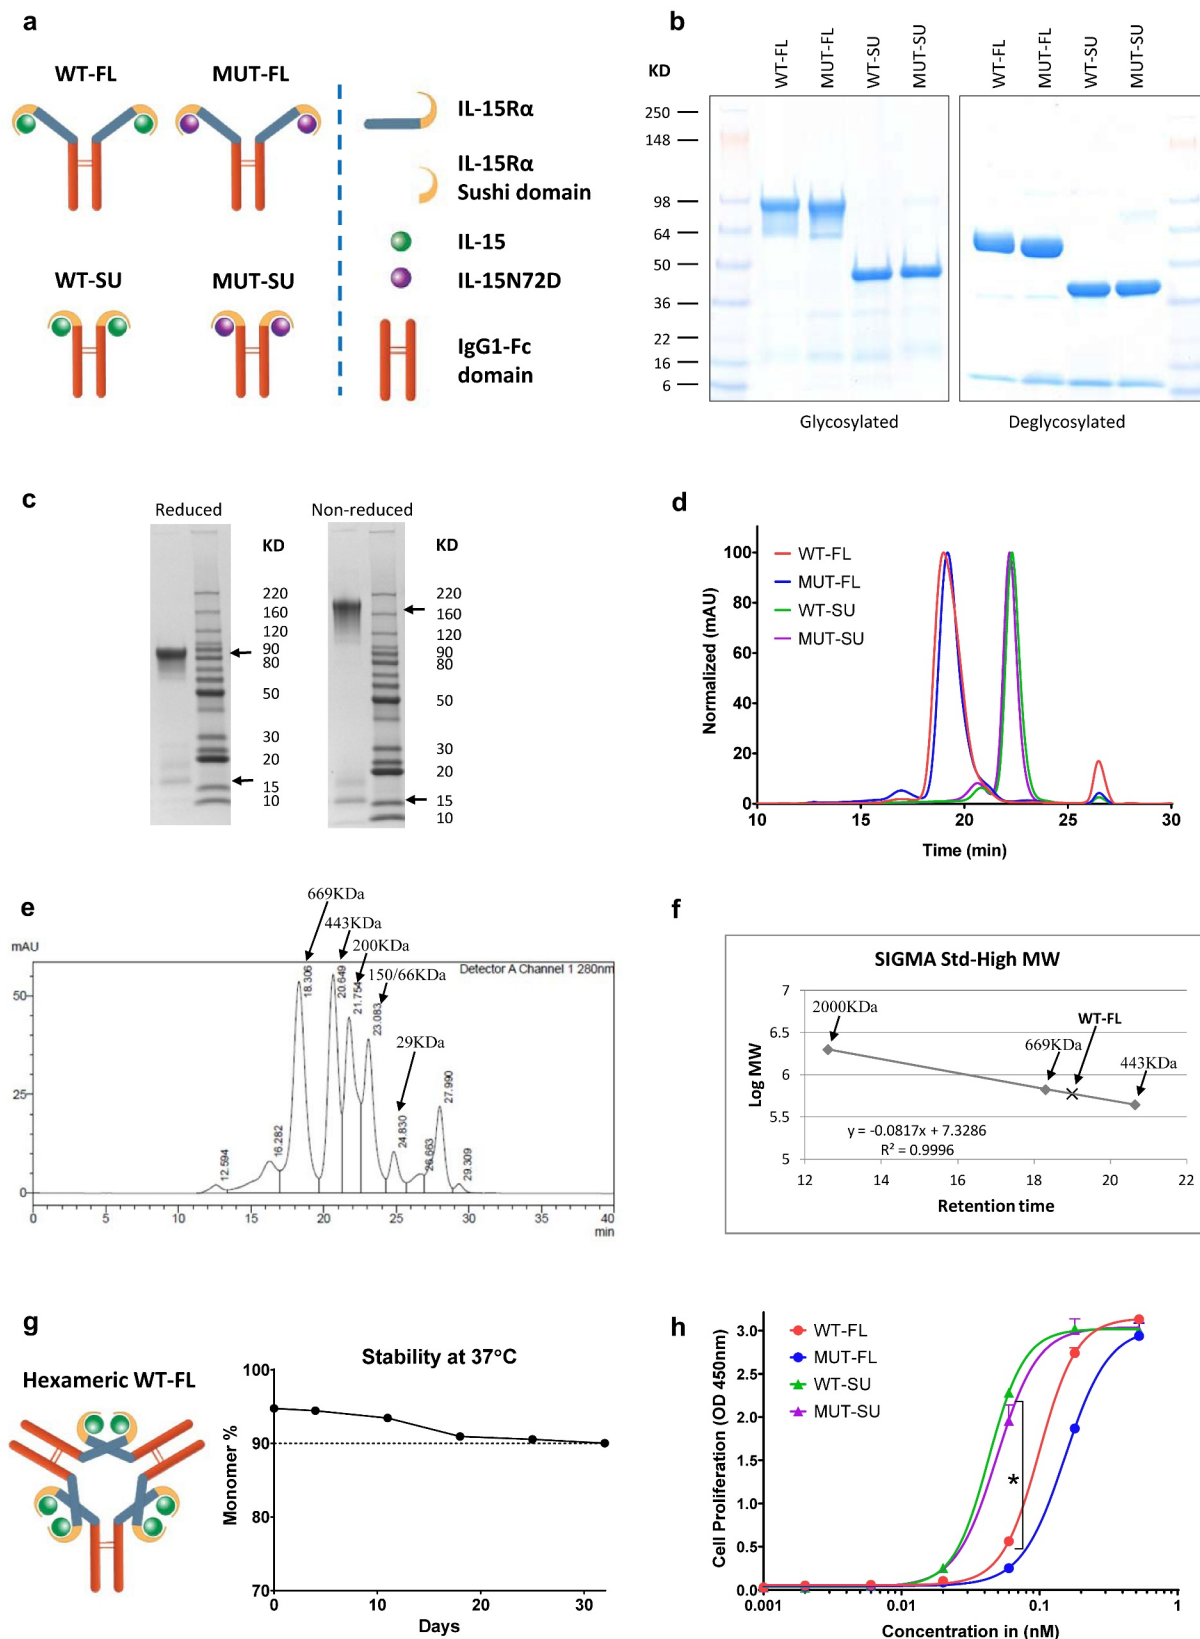 a
WT-FL
MUT-FL
IL-15Rα
IL-15Rα
Sushi domain
IL-15
IL-15N72D
WT-SU
MUT-SU
IgG1-Fc
domain
b
KD
WT-FL
MUT-FL
WT-SU
MUT-SU
WT-FL
MUT-FL
WT-SU
MUT-SU
250
148
98
64
50
36
22
16
6
Glycosylated
Deglycosylated
c
Reduced
Non-reduced
KD
220
160
120
90
80
50
30
20
15
10
KD
220
160
120
90
80
50
30
20
15
10
d
WT-FL
MUT-FL
WT-SU
MUT-SU
Normalized (mAU)
100
80
60
40
20
0
10
15
20
25
30
Time (min)
e
mAU
50
25
0
669KDa
443KDa
200KDa
150/66KDa
29KDa
Detector A Channel 1 280nm
12.594
16.282
18.306
20.649
21.754
23.083
24.830
26.663
27.990
29.309
0
5
10
15
20
25
30
35
40
min
f
SIGMA Std-High MW
Log MW
7
6.5
6
5.5
5
2000KDa
669KDa
WT-FL
443KDa
y = -0.0817x + 7.3286
R² = 0.9996
12
14
16
18
20
22
Retention time
g
Hexameric WT-FL
Stability at 37°C
Monomer %
100
90
80
70
0
10
20
30
Days
h
WT-FL
MUT-FL
WT-SU
MUT-SU
Cell Proliferation (OD 450nm)
3.0
2.5
2.0
1.5
1.0
0.5
0.0
*
0.001
0.01
0.1
1
Concentration in (nM)